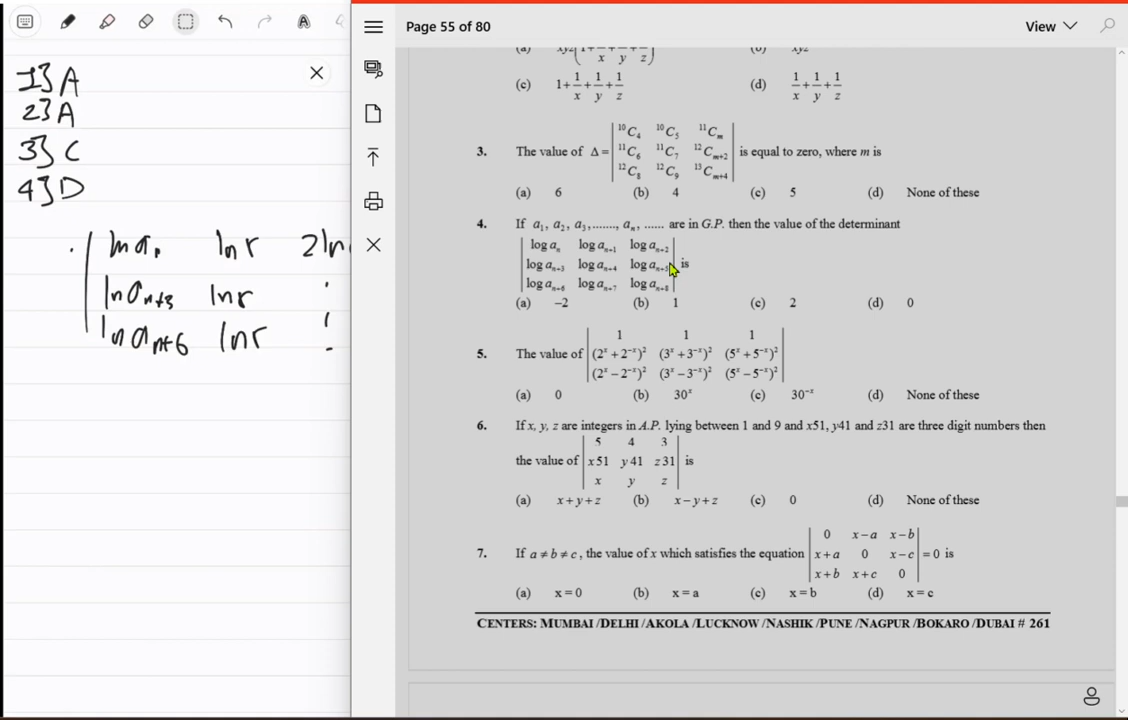 1} A
2} A
3} C
4} D
ln aₙ ln r 2ln
ln aₙ₊₃ ln r
ln aₙ₊₆ ln r
Page 55 of 80
View
(c) 1+1/x+1/y+1/z (d) 1/x+1/y+1/z
3. The value of Δ = | ¹⁰C₄ ¹⁰C₅ ¹¹Cₘ | is equal to zero, where m is
| ¹¹C₆ ¹¹C₇ ¹²Cₘ₊₂ |
| ¹²C₈ ¹²C₉ ¹³Cₘ₊₄ |
(a) 6 (b) 4 (c) 5 (d) None of these
4. If a₁, a₂, a₃,......., aₙ, ...... are in G.P. then the value of the determinant
| log aₙ log aₙ₊₁ log aₙ₊₂ |
| log aₙ₊₃ log aₙ₊₄ log aₙ₊₅ | is
| log aₙ₊₆ log aₙ₊₇ log aₙ₊₈ |
(a) −2 (b) 1 (c) 2 (d) 0
| 1 1 1 |
5. The value of | (2ˣ+2⁻ˣ)² (3ˣ+3⁻ˣ)² (5ˣ+5⁻ˣ)² |
| (2ˣ−2⁻ˣ)² (3ˣ−3⁻ˣ)² (5ˣ−5⁻ˣ)² |
(a) 0 (b) 30ˣ (c) 30⁻ˣ (d) None of these
6. If x, y, z are integers in A.P. lying between 1 and 9 and x51, y41 and z31 are three digit numbers then
| 5 4 3 |
the value of | x51 y41 z31 | is
| x y z |
(a) x+y+z (b) x−y+z (c) 0 (d) None of these
| 0 x−a x−b |
7. If a≠b≠c, the value of x which satisfies the equation | x+a 0 x−c | = 0 is
| x+b x+c 0 |
(a) x=0 (b) x=a (c) x=b (d) x=c
CENTERS: MUMBAI /DELHI /AKOLA /LUCKNOW /NASHIK /PUNE /NAGPUR /BOKARO /DUBAI # 261